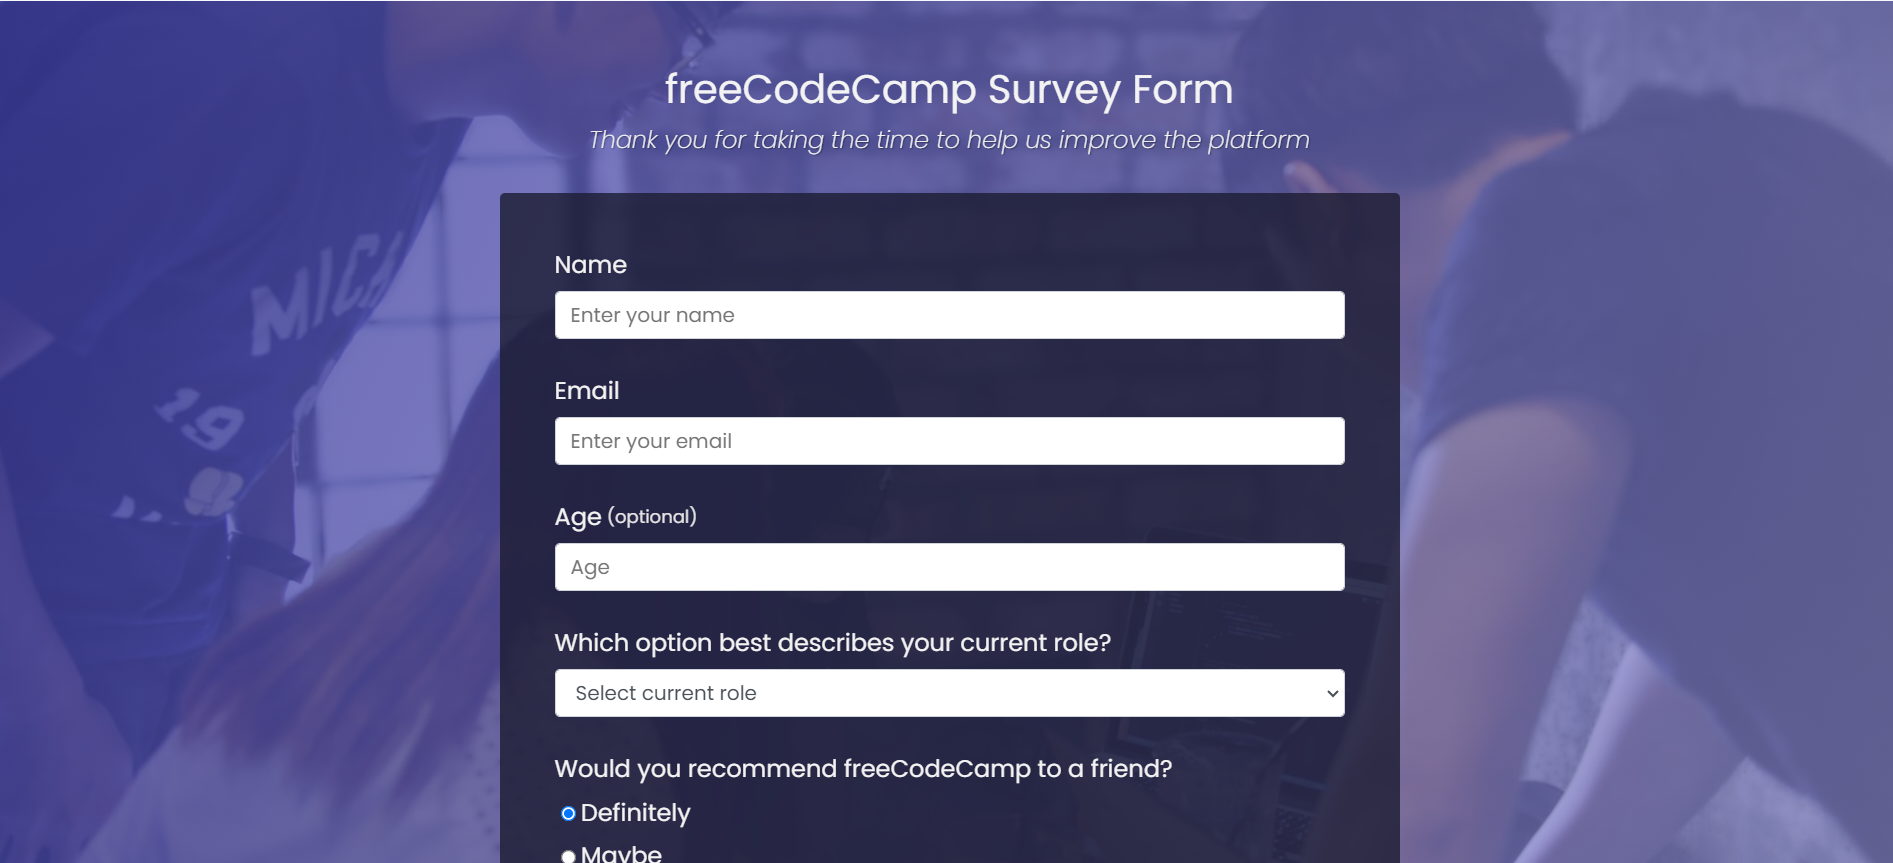 freeCodeCamp Survey Form
Thank you for taking the time to help us improve the platform
MICH
19
Name
Enter your name
Email
Enter your email
Age (optional)
Age
Which option best describes your current role?
Select current role
Would you recommend freeCodeCamp to a friend?
Definitely
Maybe